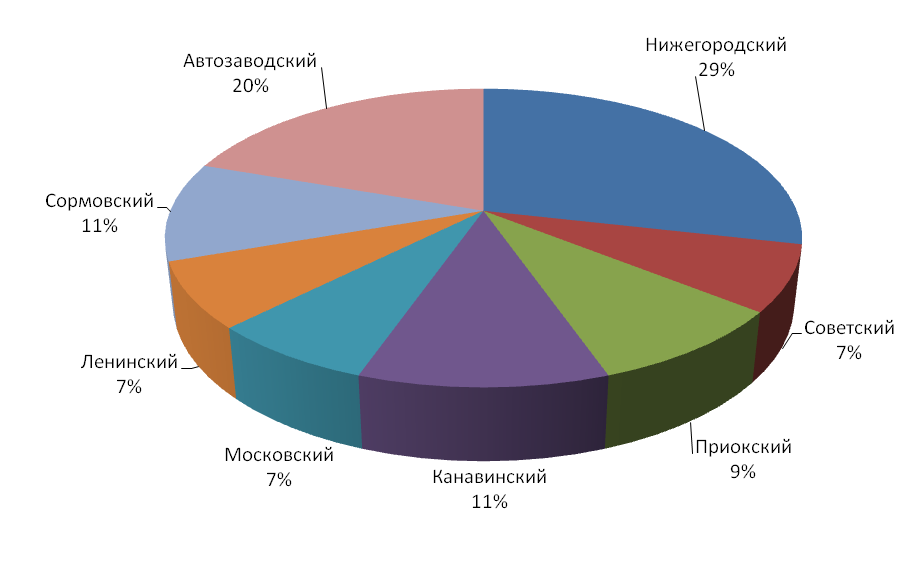 Нижегородский
29%
Советский
7%
Приокский
9%
Канавинский
11%
Московский
7%
Ленинский
7%
Сормовский
11%
Автозаводский
20%